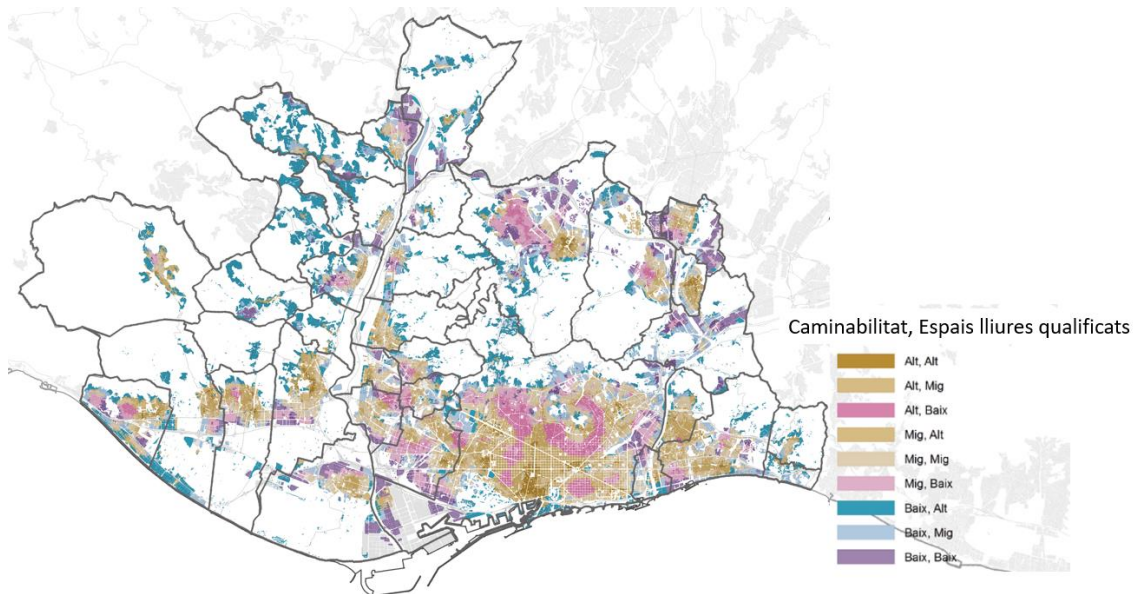 Caminabilitat, Espais lliures qualificats
Alt, Alt
Alt, Mig
Alt, Baix
Mig, Alt
Mig, Mig
Mig, Baix
Baix, Alt
Baix, Mig
Baix, Baix